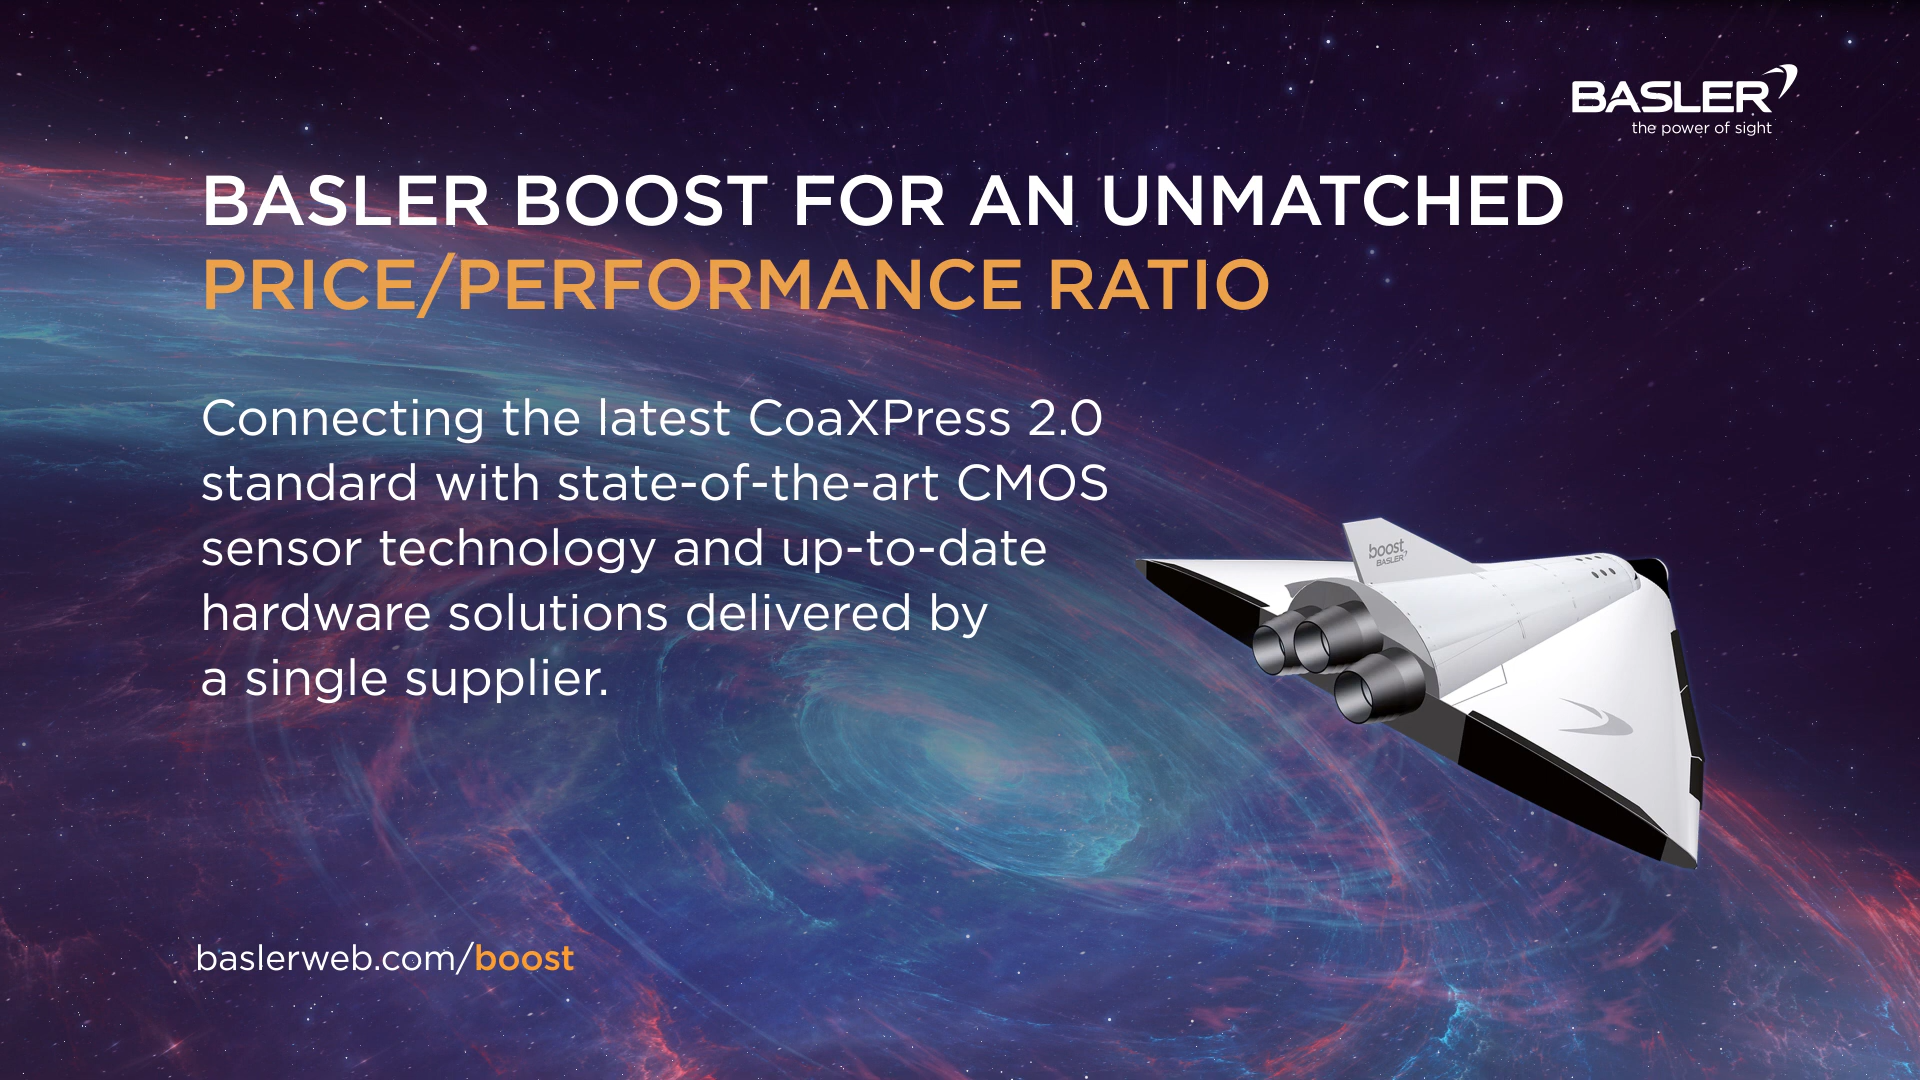 BASLER
the power of sight
BASLER BOOST FOR AN UNMATCHED
PRICE/PERFORMANCE RATIO
Connecting the latest CoaXPress 2.0
standard with state-of-the-art CMOS
sensor technology and up-to-date
hardware solutions delivered by
a single supplier.
boost
BASLER
baslerweb.com/boost